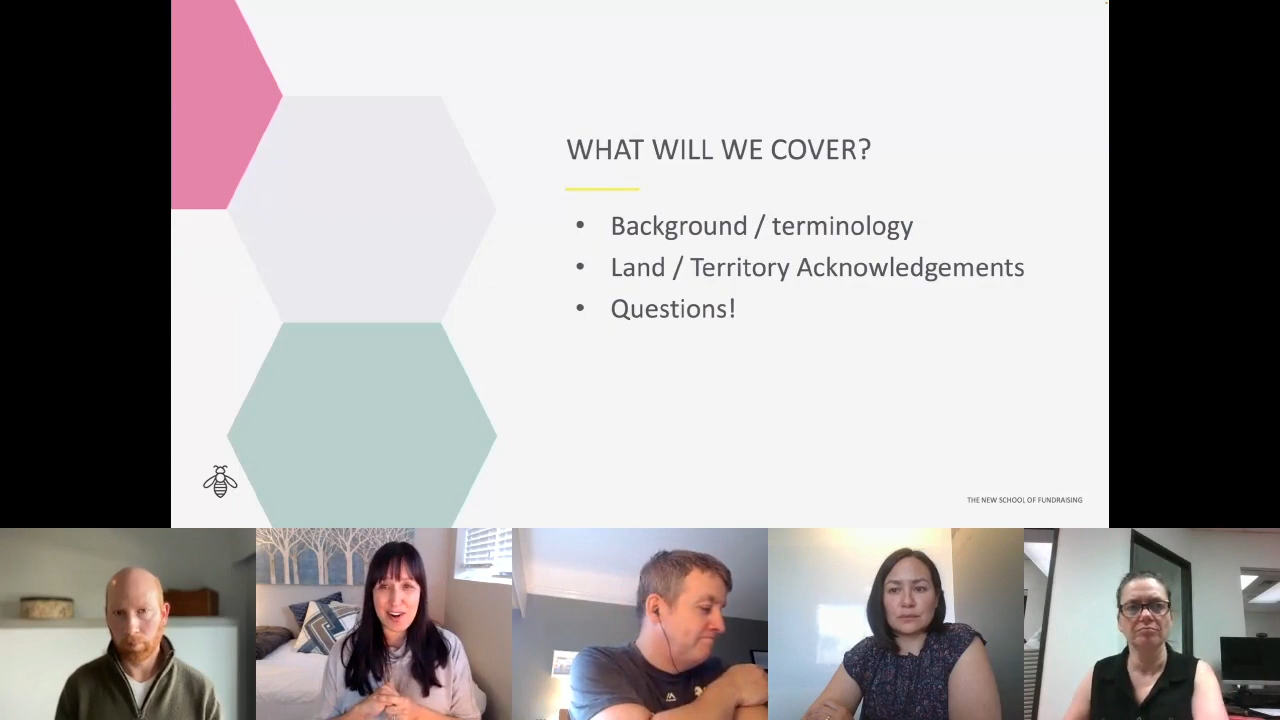 WHAT WILL WE COVER?
• Background / terminology
• Land / Territory Acknowledgements
• Questions!
THE NEW SCHOOL OF FUNDRAISING